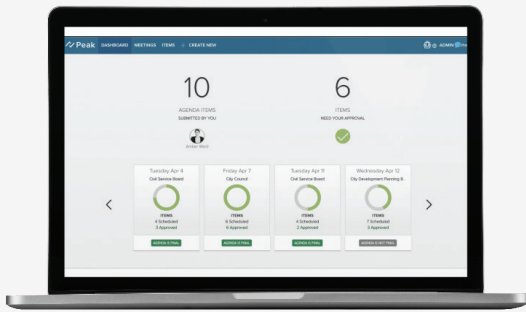 Peak DASHBOARD MEETINGS ITEMS + CREATE NEW ADMIN
10 6
AGENDA ITEMS ITEMS
SUBMITTED BY YOU NEED YOUR APPROVAL
Tuesday Apr 4 Friday Apr 7 Tuesday Apr 11 Wednesday Apr 12
Civil Service Board City Council Civil Service Board City Development Planning B.
ITEMS ITEMS ITEMS ITEMS
4 Scheduled 6 Scheduled 4 Scheduled 7 Scheduled
3 Approved 6 Approved 2 Approved 3 Approved
AGENDA IS FINAL AGENDA IS FINAL AGENDA IS FINAL AGENDA IS NOT FINAL